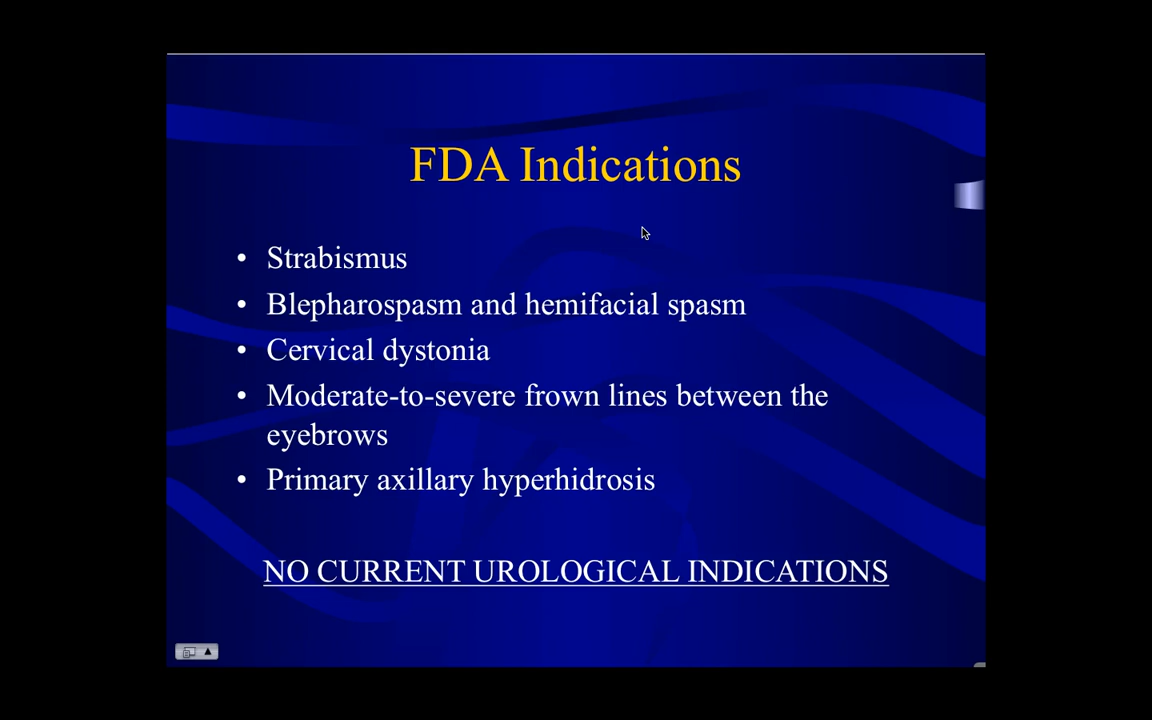 FDA Indications
• Strabismus
• Blepharospasm and hemifacial spasm
• Cervical dystonia
• Moderate-to-severe frown lines between the
eyebrows
• Primary axillary hyperhidrosis
NO CURRENT UROLOGICAL INDICATIONS